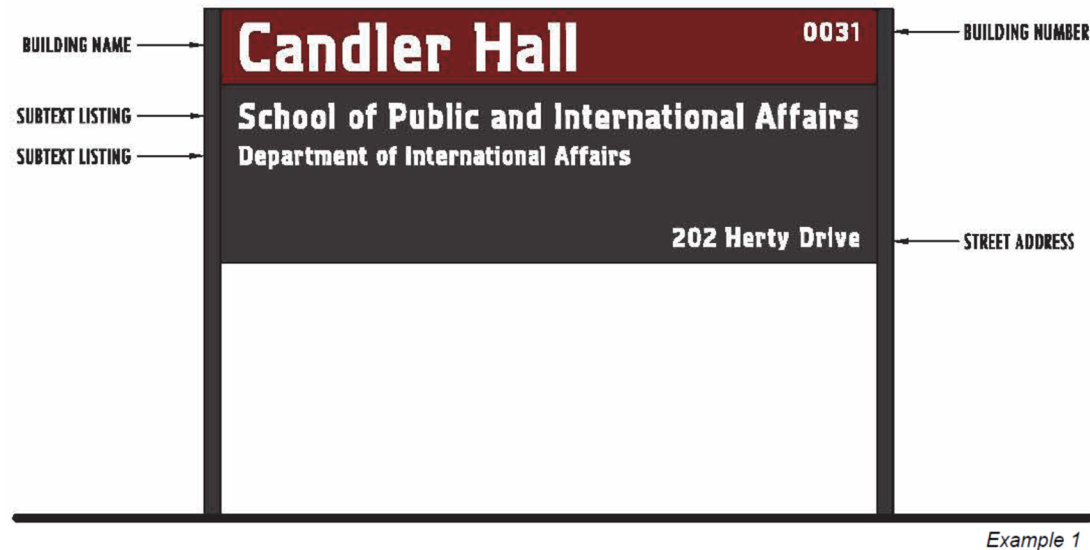 BUILDING NAME
Candler Hall
0031
BUILDING NUMBER
SUBTEXT LISTING
School of Public and International Affairs
SUBTEXT LISTING
Department of International Affairs
202 Herty Drive
STREET ADDRESS
Example 1